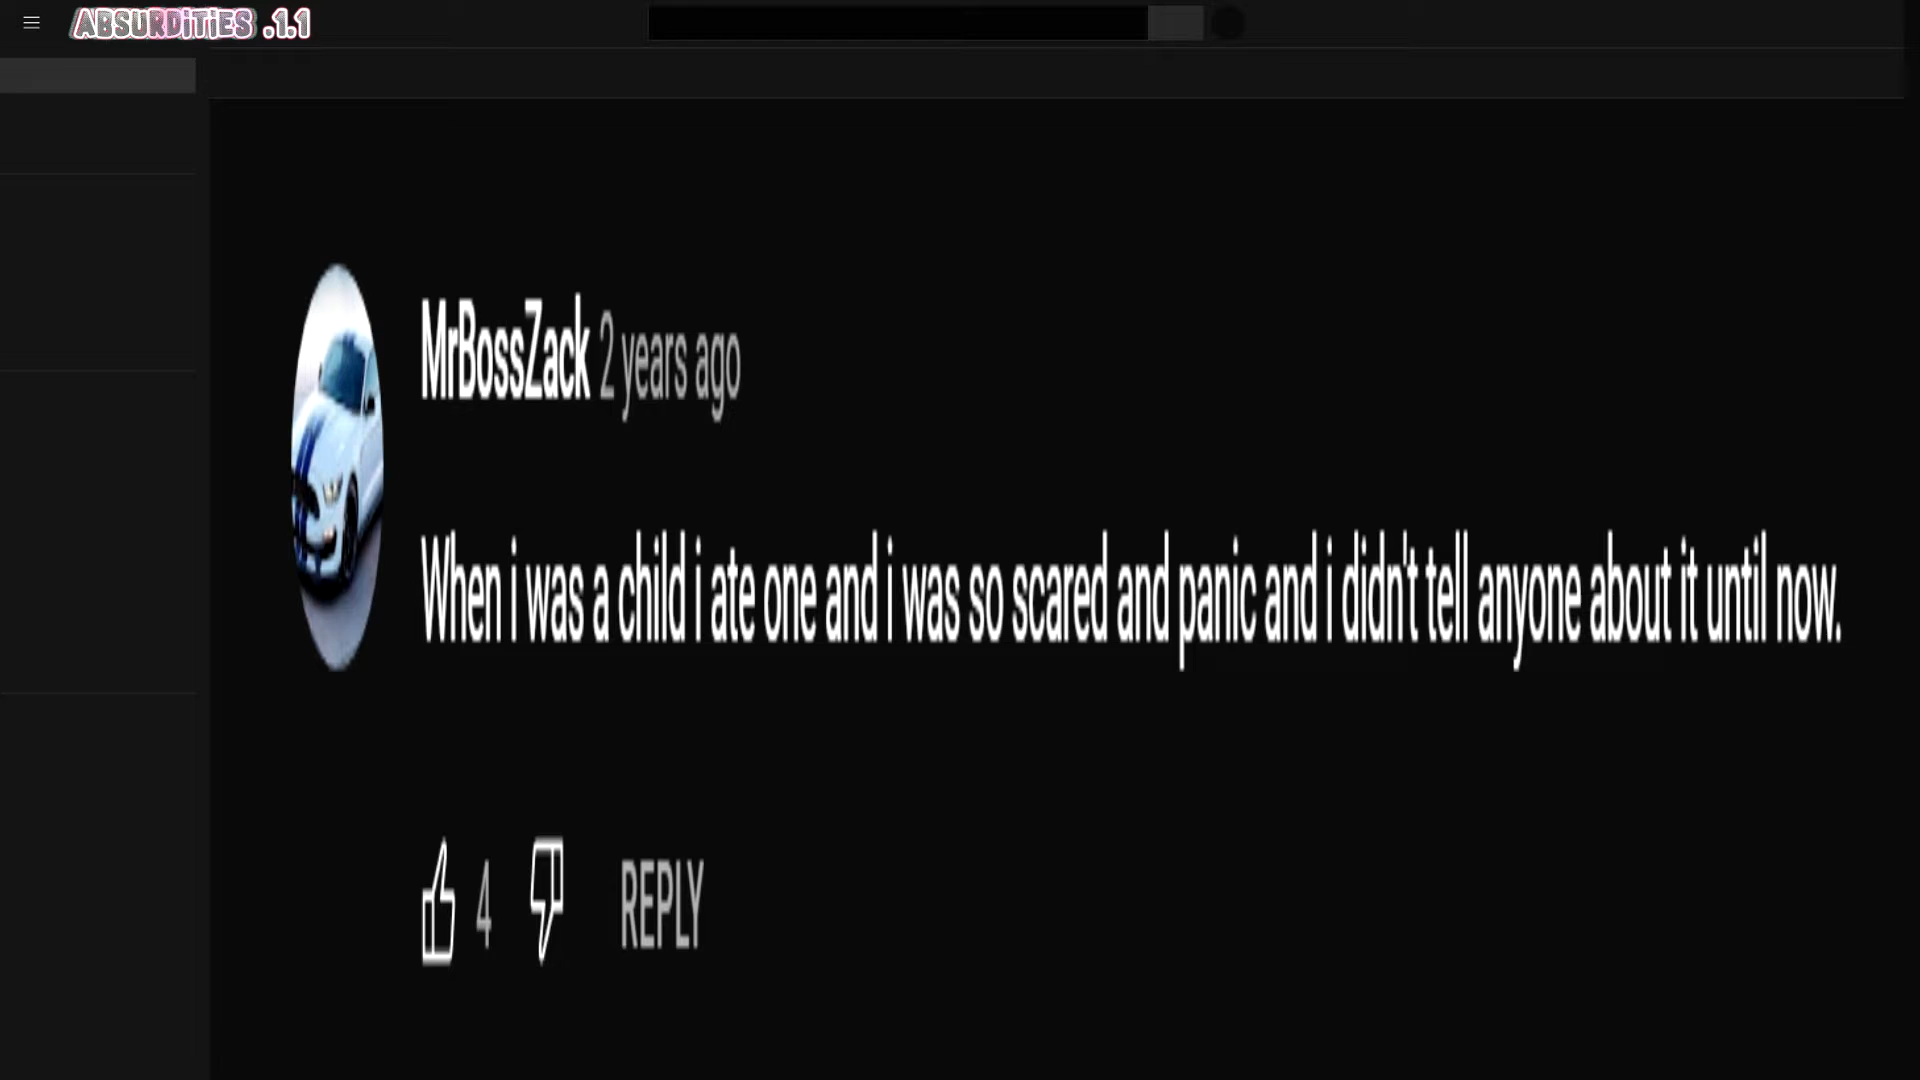 ABSURDITIES .1.1
MrBossZack 2 years ago
When i was a child i ate one and i was so scared and panic and i didn't tell anyone about it until now.
4 REPLY